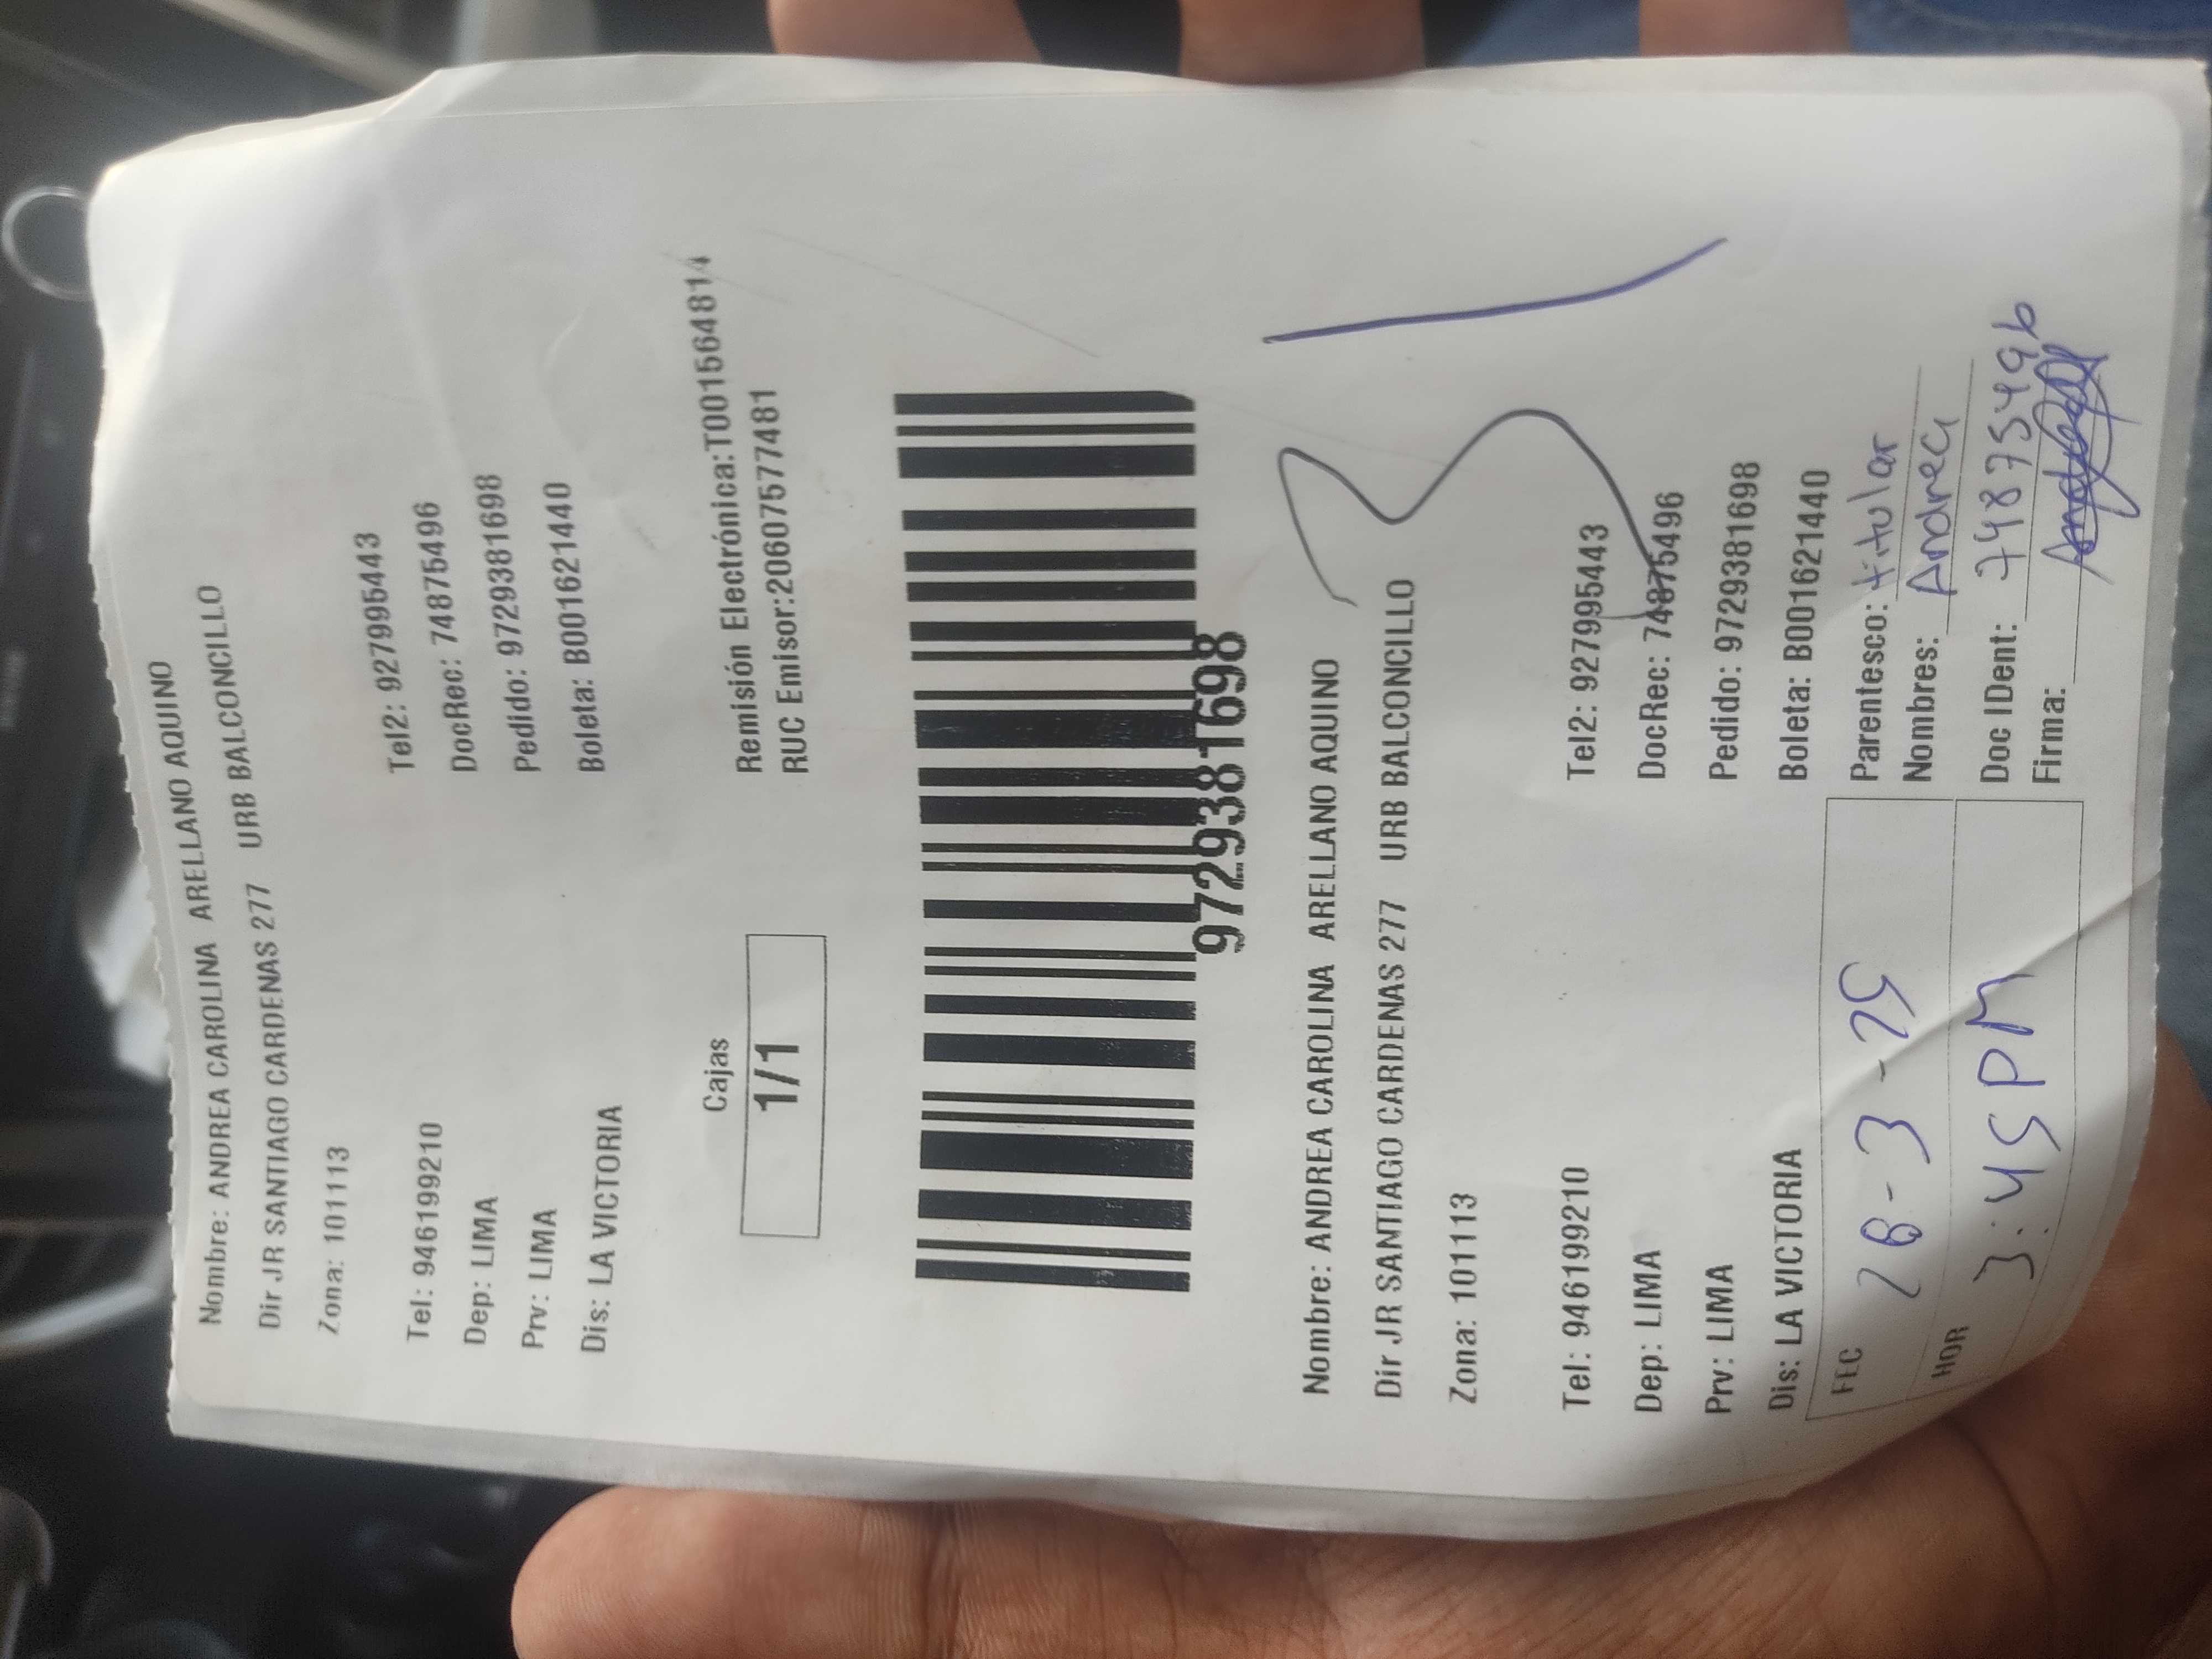 Nombre: ANDREA CAROLINA ARELLANO AQUINO
Dir JR SANTIAGO CARDENAS 277 URB BALCONCILLO
Zona: 101113
Tel: 946199210 Tel2: 927995443
Dep: LIMA DocRec: 74875496
Prv: LIMA Pedido: 9729381698
Dis: LA VICTORIA Boleta: B001621440
Cajas
1/1
Remisión Electrónica:T001564814
RUC Emisor:20607577481
9729381698
Nombre: ANDREA CAROLINA ARELLANO AQUINO
Dir JR SANTIAGO CARDENAS 277 URB BALCONCILLO
Zona: 101113
Tel: 946199210 Tel2: 927995443
Dep: LIMA DocRec: 74875496
Prv: LIMA Pedido: 9729381698
Dis: LA VICTORIA Boleta: B001621440
FEC 28-3-25 Parentesco: titular
Nombres: Andrea
HOR 3:45 PM Doc IDent: 74875496
Firma: